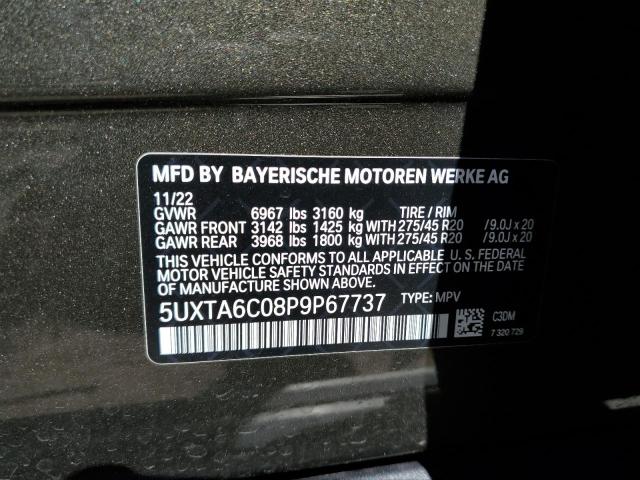 MFD BY BAYERISCHE MOTOREN WERKE AG
11/22
GVWR 6967 lbs 3160 kg TIRE / RIM
GAWR FRONT 3142 lbs 1425 kg WITH 275/45 R20 /9.0J x 20
GAWR REAR 3968 lbs 1800 kg WITH 275/45 R20 /9.0J x 20
THIS VEHICLE CONFORMS TO ALL APPLICABLE U. S. FEDERAL
MOTOR VEHICLE SAFETY STANDARDS IN EFFECT ON THE DATE
OF MANUFACTURE.
5UXTA6C08P9P67737 TYPE: MPV
C3DM
7 320 729